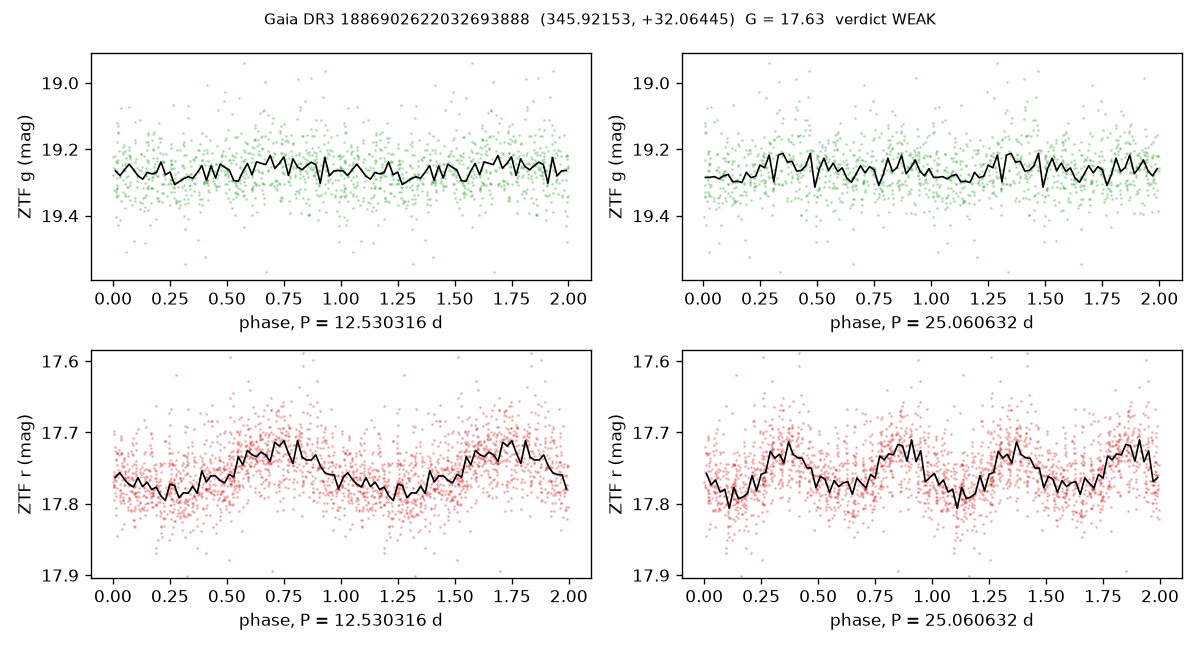 Gaia DR3 1886902622032693888 (345.92153, +32.06445) G = 17.63 verdict WEAK
ZTF g (mag)
19.0
19.2
19.4
0.00 0.25 0.50 0.75 1.00 1.25 1.50 1.75 2.00
phase, P = 12.530316 d
ZTF g (mag)
19.0
19.2
19.4
0.00 0.25 0.50 0.75 1.00 1.25 1.50 1.75 2.00
phase, P = 25.060632 d
ZTF r (mag)
17.6
17.7
17.8
17.9
0.00 0.25 0.50 0.75 1.00 1.25 1.50 1.75 2.00
phase, P = 12.530316 d
ZTF r (mag)
17.6
17.7
17.8
17.9
0.00 0.25 0.50 0.75 1.00 1.25 1.50 1.75 2.00
phase, P = 25.060632 d